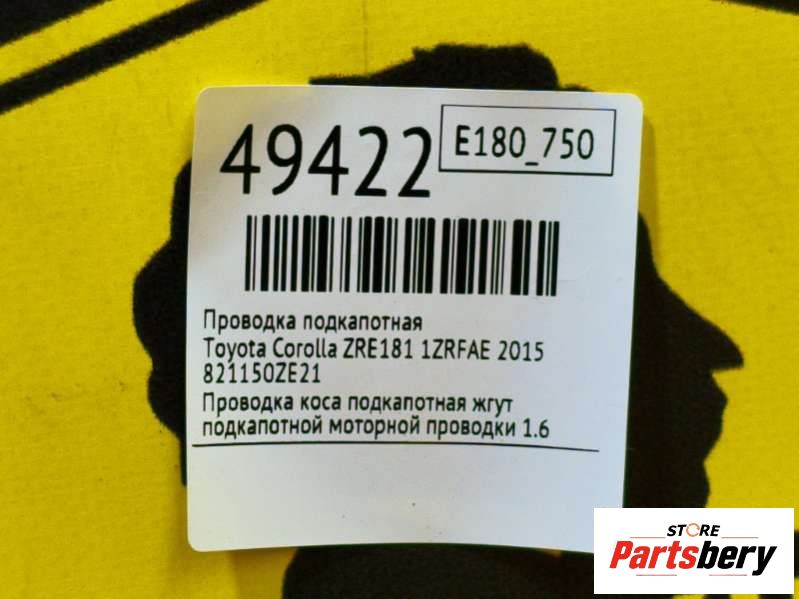 49422
E180_750
Проводка подкапотная
Toyota Corolla ZRE181 1ZRFAE 2015
821150ZE21
Проводка коса подкапотная жгут
подкапотной моторной проводки 1.6
STORE
Partsbery